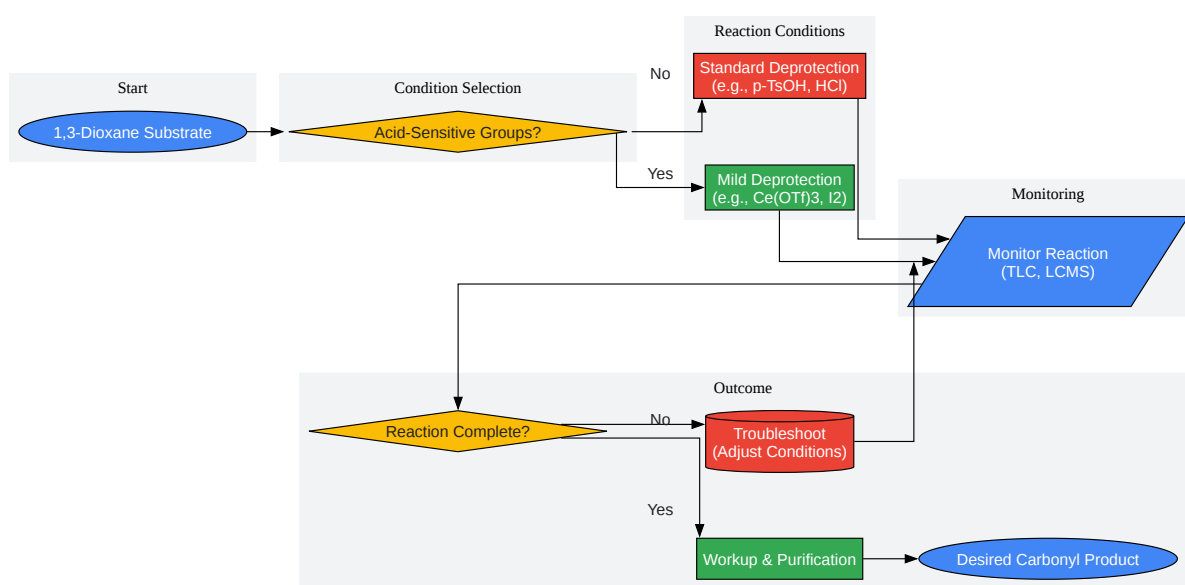 Start
1,3-Dioxane Substrate
Condition Selection
Acid-Sensitive Groups?
No
Yes
Reaction Conditions
Standard Deprotection
(e.g., p-TsOH, HCl)
Mild Deprotection
(e.g., Ce(OTf)3, I2)
Monitoring
Monitor Reaction
(TLC, LCMS)
Outcome
Reaction Complete?
No
Troubleshoot
(Adjust Conditions)
Yes
Workup & Purification
Desired Carbonyl Product